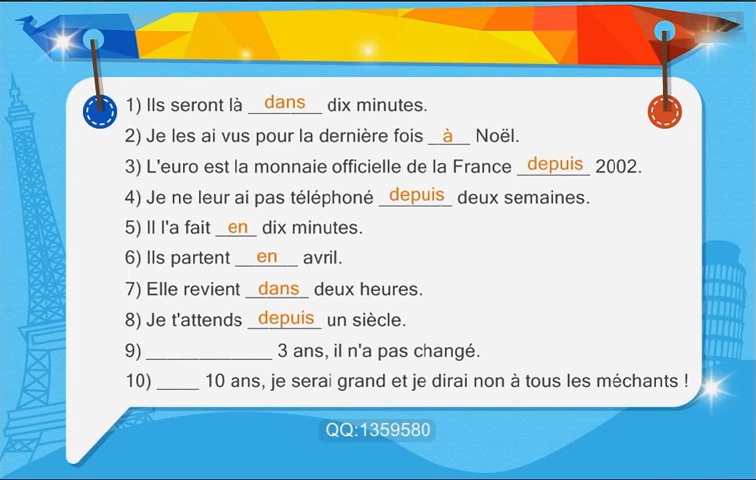 1) Ils seront là dans dix minutes.
2) Je les ai vus pour la dernière fois à Noël.
3) L'euro est la monnaie officielle de la France depuis 2002.
4) Je ne leur ai pas téléphoné depuis deux semaines.
5) Il l'a fait en dix minutes.
6) Ils partent en avril.
7) Elle revient dans deux heures.
8) Je t'attends depuis un siècle.
9) ____________ 3 ans, il n'a pas changé.
10) ____ 10 ans, je serai grand et je dirai non à tous les méchants !
QQ:1359580